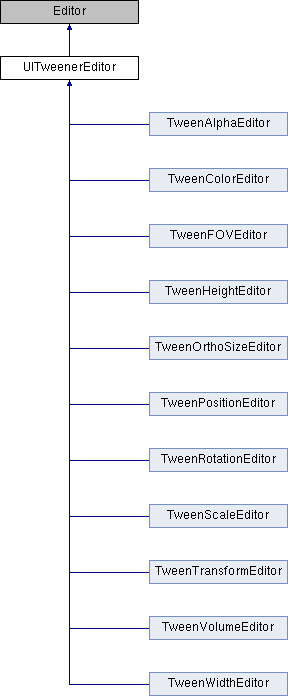 Editor
UITweenerEditor
TweenAlphaEditor
TweenColorEditor
TweenFOVEditor
TweenHeightEditor
TweenOrthoSizeEditor
TweenPositionEditor
TweenRotationEditor
TweenScaleEditor
TweenTransformEditor
TweenVolumeEditor
TweenWidthEditor